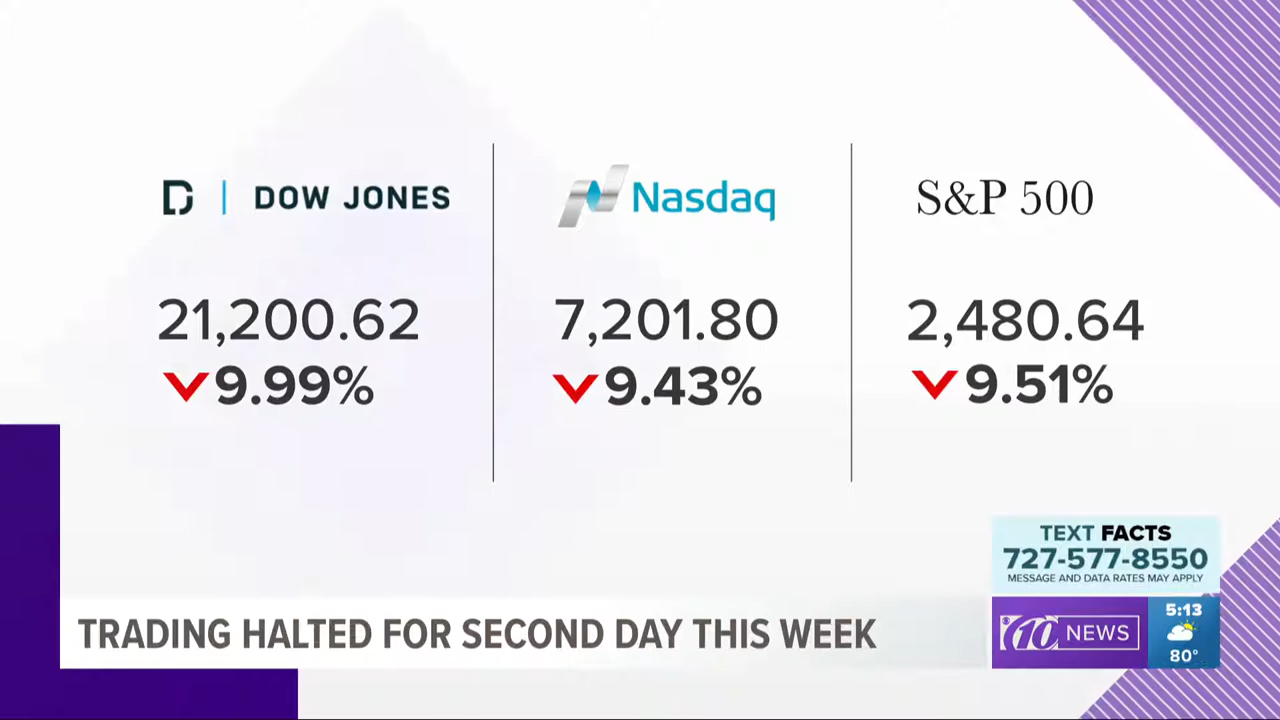 DOW JONES
Nasdaq
S&P 500
21,200.62
7,201.80
2,480.64
9.99%
9.43%
9.51%
TEXT FACTS
727-577-8550
MESSAGE AND DATA RATES MAY APPLY
TRADING HALTED FOR SECOND DAY THIS WEEK
10 NEWS
5:13
80°